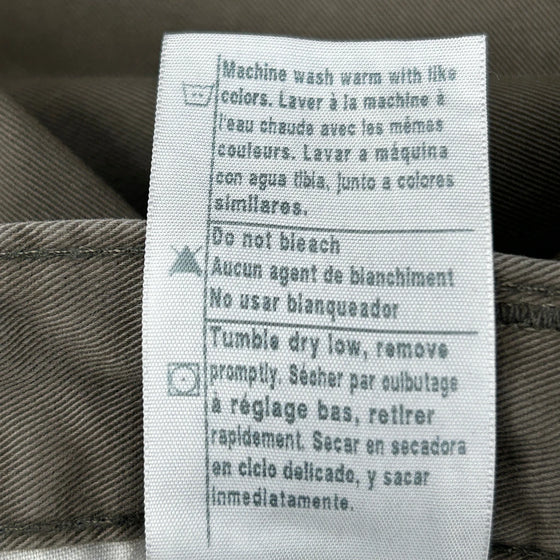 Machine wash warm with like
colors. Laver à la machine à
l'eau chaude avec les mêmes
couleurs. Lavar a máquina
con agua tibia, junto a colores
similares.
Do not bleach
Aucun agent de blanchiment
No usar blanqueador
Tumble dry low, remove
promptly. Sécher par culbutage
à réglage bas, retirer
rapidement. Secar en secadora
en ciclo delicado, y sacar
inmediatamente.